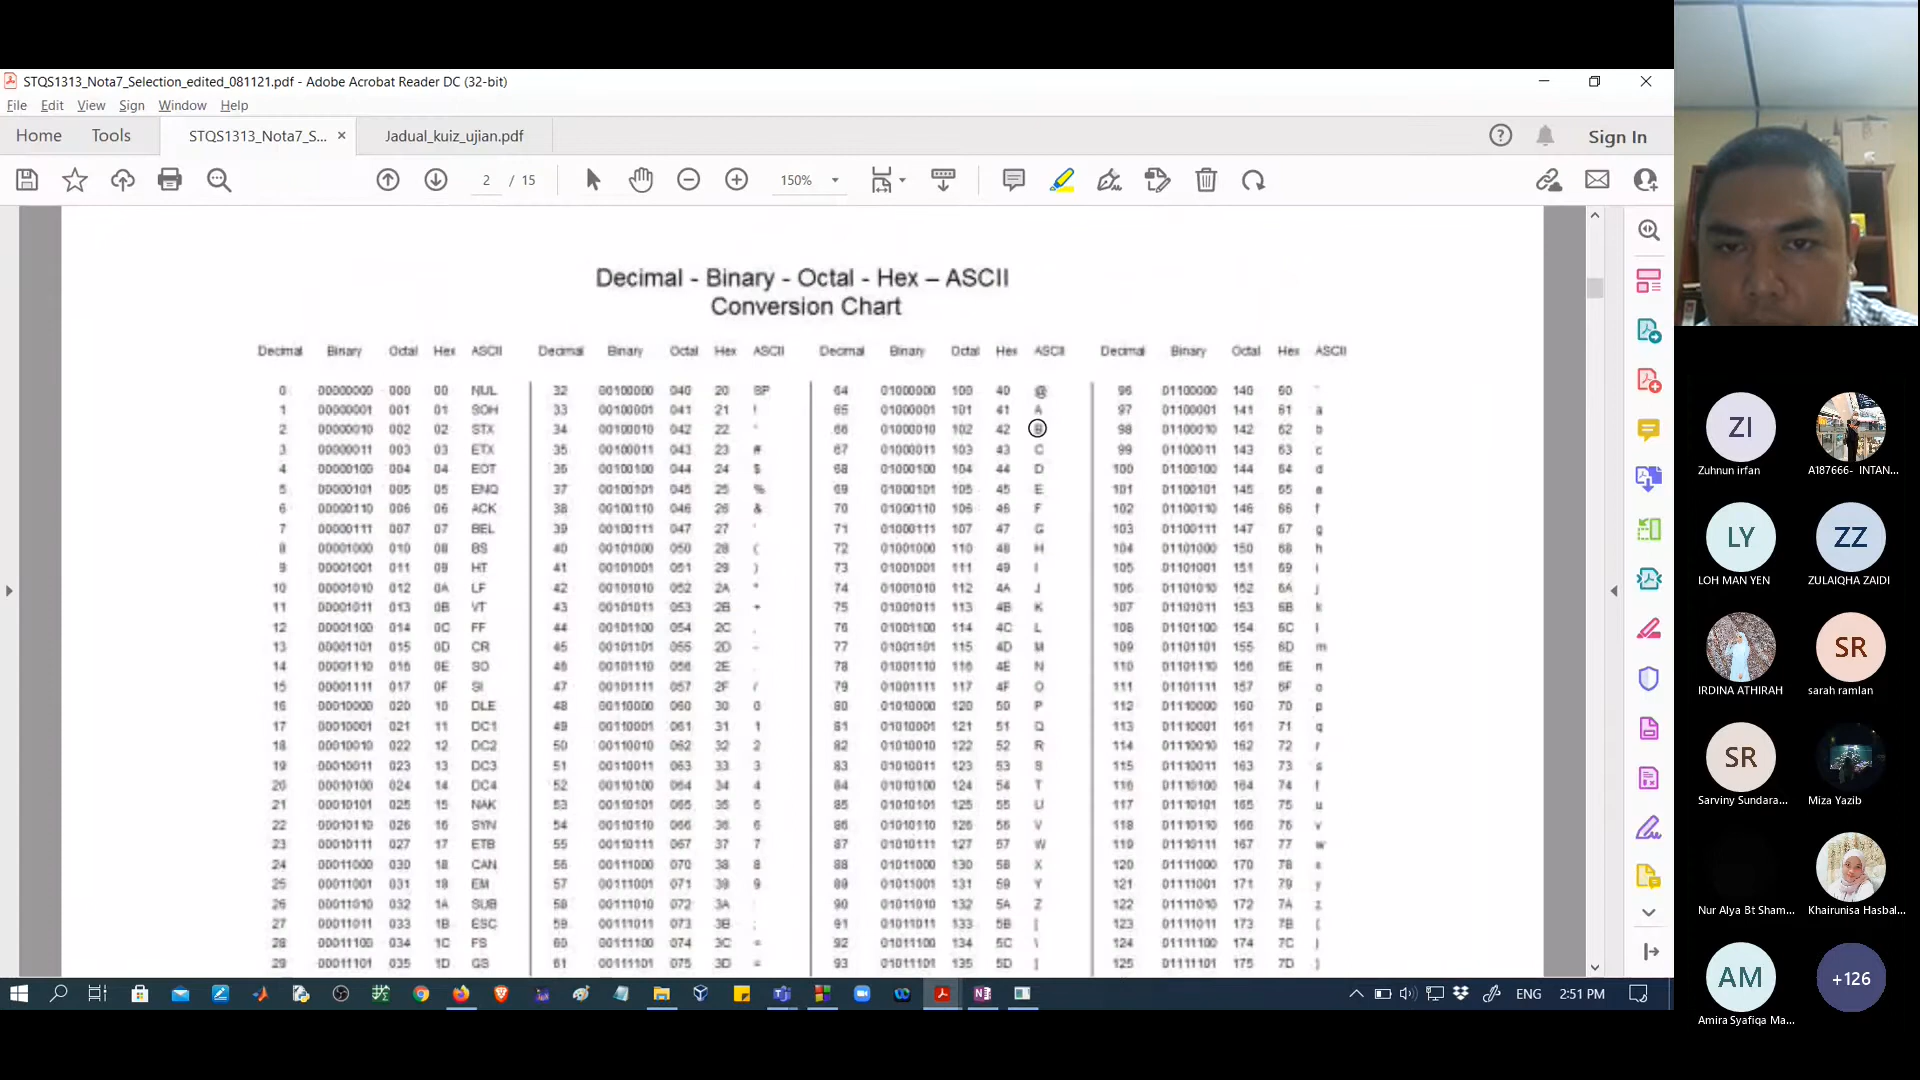 STQS1313_Nota7_Selection_edited_081121.pdf - Adobe Acrobat Reader DC (32-bit)
File Edit View Sign Window Help
Home Tools STQS1313_Nota7_S... × Jadual_kuiz_ujian.pdf Sign In
2 / 15 150%
Decimal - Binary - Octal - Hex – ASCII
Conversion Chart
Decimal Binary Octal Hex ASCII Decimal Binary Octal Hex ASCII Decimal Binary Octal Hex ASCII Decimal Binary Octal Hex ASCII
0 00000000 000 00 NUL 32 00100000 040 20 SP 64 01000000 100 40 @ 96 01100000 140 60 `
1 00000001 001 01 SOH 33 00100001 041 21 ! 65 01000001 101 41 A 97 01100001 141 61 a
2 00000010 002 02 STX 34 00100010 042 22 " 66 01000010 102 42 B 98 01100010 142 62 b
3 00000011 003 03 ETX 35 00100011 043 23 # 67 01000011 103 43 C 99 01100011 143 63 c
4 00000100 004 04 EOT 36 00100100 044 24 $ 68 01000100 104 44 D 100 01100100 144 64 d
5 00000101 005 05 ENQ 37 00100101 045 25 % 69 01000101 105 45 E 101 01100101 145 65 e
6 00000110 006 06 ACK 38 00100110 046 26 & 70 01000110 106 46 F 102 01100110 146 66 f
7 00000111 007 07 BEL 39 00100111 047 27 ' 71 01000111 107 47 G 103 01100111 147 67 g
8 00001000 010 08 BS 40 00101000 050 28 ( 72 01001000 110 48 H 104 01101000 150 68 h
9 00001001 011 09 HT 41 00101001 051 29 ) 73 01001001 111 49 I 105 01101001 151 69 i
10 00001010 012 0A LF 42 00101010 052 2A * 74 01001010 112 4A J 106 01101010 152 6A j
11 00001011 013 0B VT 43 00101011 053 2B + 75 01001011 113 4B K 107 01101011 153 6B k
12 00001100 014 0C FF 44 00101100 054 2C , 76 01001100 114 4C L 108 01101100 154 6C l
13 00001101 015 0D CR 45 00101101 055 2D - 77 01001101 115 4D M 109 01101101 155 6D m
14 00001110 016 0E SO 46 00101110 056 2E . 78 01001110 116 4E N 110 01101110 156 6E n
15 00001111 017 0F SI 47 00101111 057 2F / 79 01001111 117 4F O 111 01101111 157 6F o
16 00010000 020 10 DLE 48 00110000 060 30 0 80 01010000 120 50 P 112 01110000 160 70 p
17 00010001 021 11 DC1 49 00110001 061 31 1 81 01010001 121 51 Q 113 01110001 161 71 q
18 00010010 022 12 DC2 50 00110010 062 32 2 82 01010010 122 52 R 114 01110010 162 72 r
19 00010011 023 13 DC3 51 00110011 063 33 3 83 01010011 123 53 S 115 01110011 163 73 s
20 00010100 024 14 DC4 52 00110100 064 34 4 84 01010100 124 54 T 116 01110100 164 74 t
21 00010101 025 15 NAK 53 00110101 065 35 5 85 01010101 125 55 U 117 01110101 165 75 u
22 00010110 026 16 SYN 54 00110110 066 36 6 86 01010110 126 56 V 118 01110110 166 76 v
23 00010111 027 17 ETB 55 00110111 067 37 7 87 01010111 127 57 W 119 01110111 167 77 w
24 00011000 030 18 CAN 56 00111000 070 38 8 88 01011000 130 58 X 120 01111000 170 78 x
25 00011001 031 19 EM 57 00111001 071 39 9 89 01011001 131 59 Y 121 01111001 171 79 y
26 00011010 032 1A SUB 58 00111010 072 3A : 90 01011010 132 5A Z 122 01111010 172 7A z
27 00011011 033 1B ESC 59 00111011 073 3B ; 91 01011011 133 5B [ 123 01111011 173 7B {
28 00011100 034 1C FS 60 00111100 074 3C < 92 01011100 134 5C \ 124 01111100 174 7C |
29 00011101 035 1D GS 61 00111101 075 3D = 93 01011101 135 5D ] 125 01111101 175 7D }
ENG 2:51 PM
ZI
Zuhnun irfan A187666- INTAN...
LY ZZ
LOH MAN YEN ZULAIQHA ZAIDI
SR
IRDINA ATHIRAH sarah ramlan
SR
Sarviny Sundara... Miza Yazib
Nur Alya Bt Sham... Khairunisa Hasbal...
AM +126
Amira Syafiqa Ma...